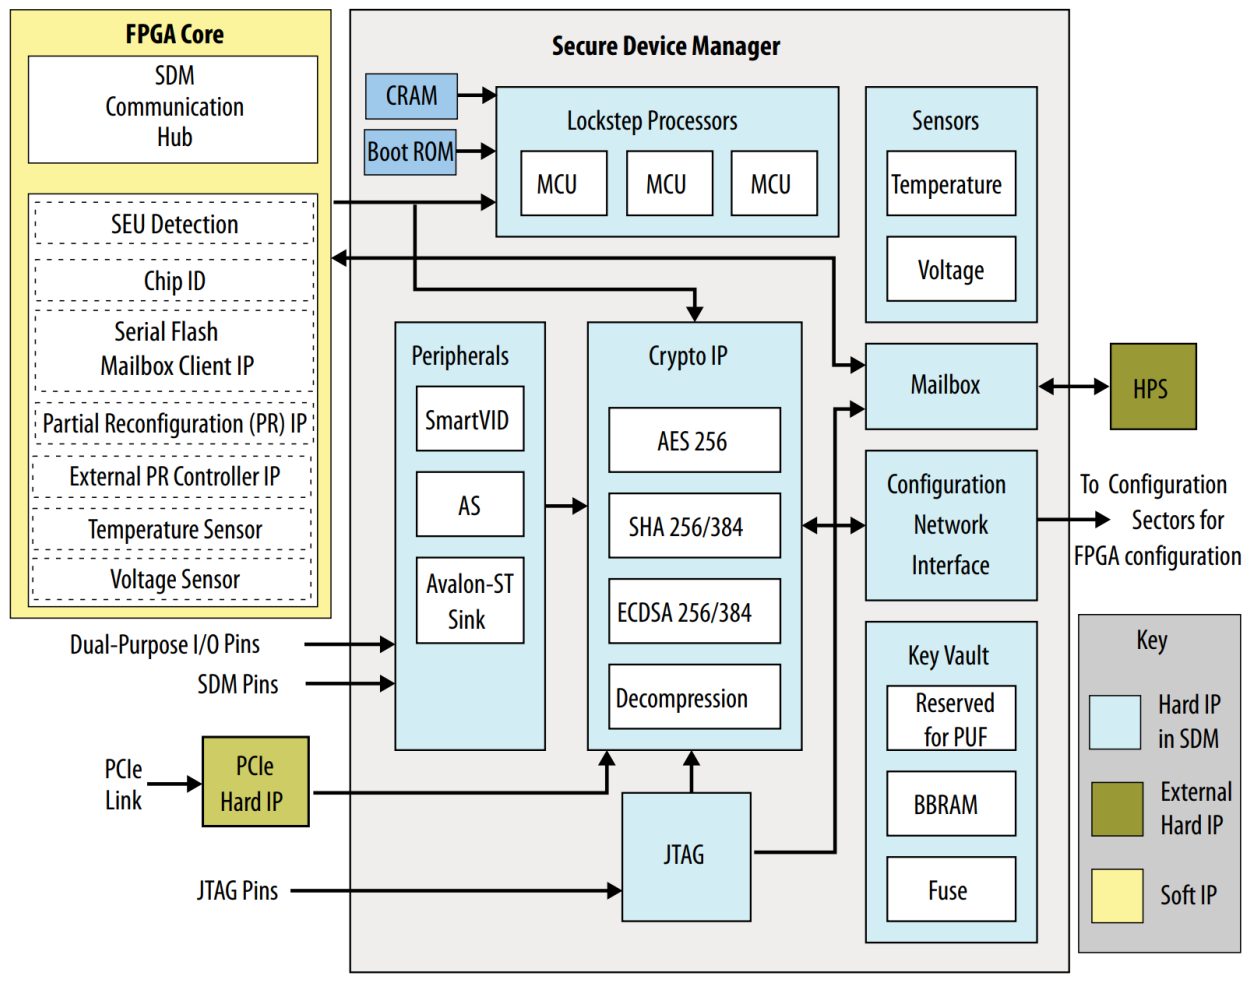 FPGA Core
SDM
Communication
Hub
SEU Detection
Chip ID
Serial Flash
Mailbox Client IP
Partial Reconfiguration (PR) IP
External PR Controller IP
Temperature Sensor
Voltage Sensor
Secure Device Manager
CRAM
Boot ROM
Lockstep Processors
MCU
MCU
MCU
Sensors
Temperature
Voltage
Peripherals
SmartVID
AS
Avalon-ST
Sink
Crypto IP
AES 256
SHA 256/384
ECDSA 256/384
Decompression
Mailbox
HPS
Configuration
Network
Interface
To Configuration
Sectors for
FPGA configuration
Key Vault
Reserved
for PUF
BBRAM
Fuse
Dual-Purpose I/O Pins
SDM Pins
PCIe
Link
PCIe
Hard IP
JTAG
JTAG Pins
Key
Hard IP
in SDM
External
Hard IP
Soft IP